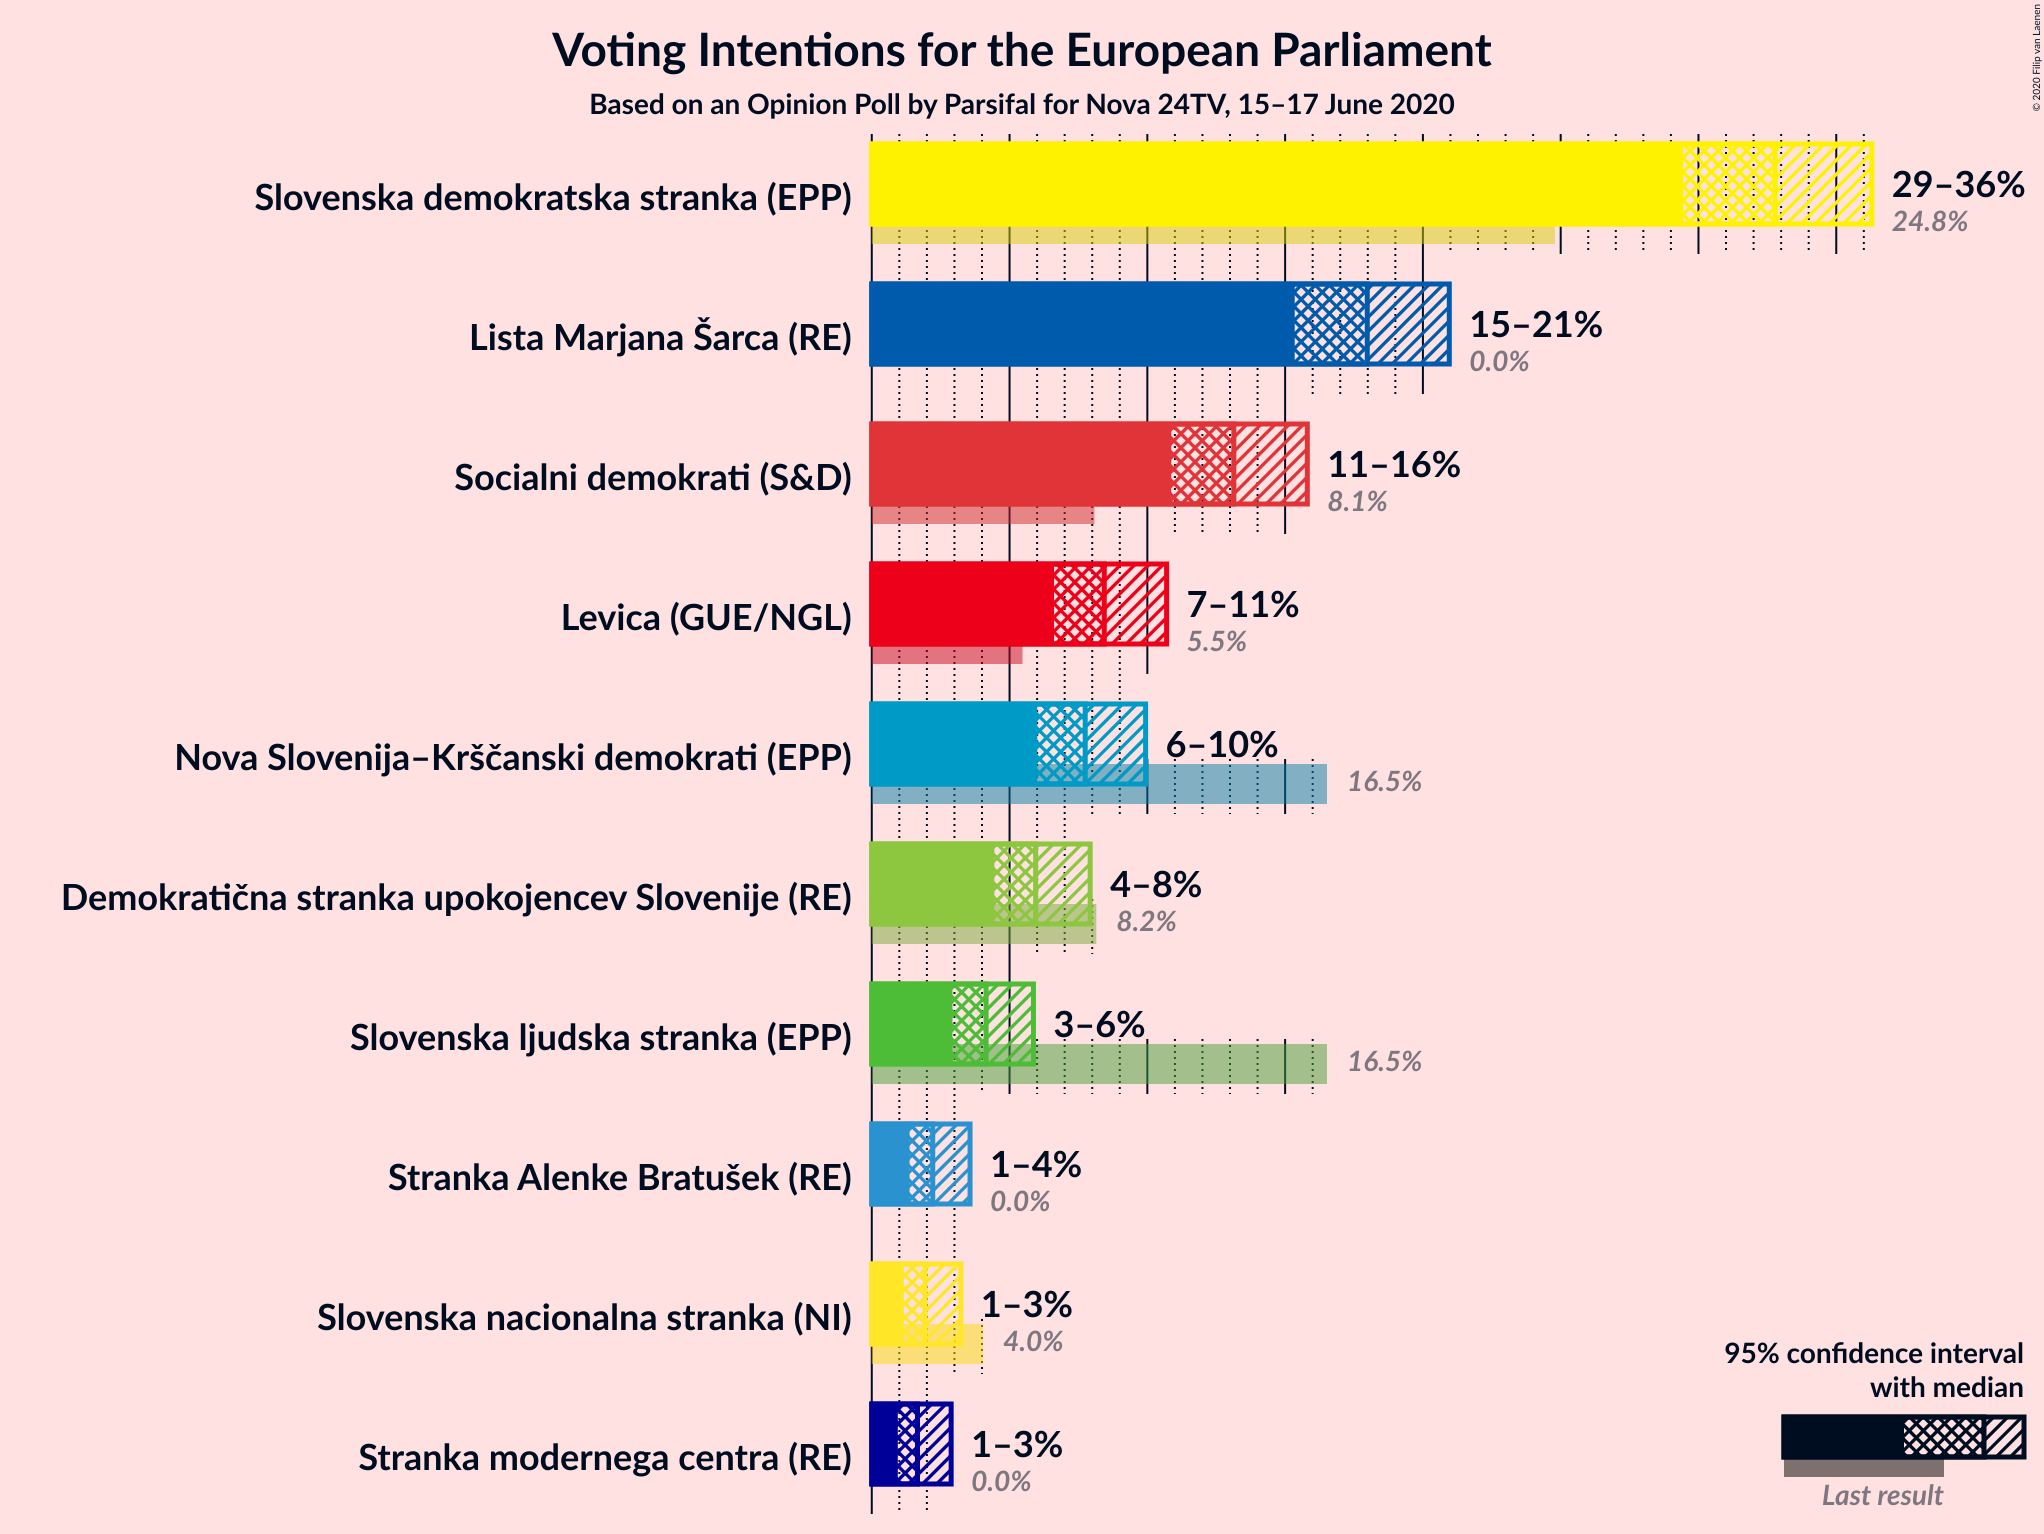 Voting Intentions for the European Parliament
Based on an Opinion Poll by Parsifal for Nova 24TV, 15–17 June 2020
© 2020 Filip van Laenen
Slovenska demokratska stranka (EPP)
29–36%
24.8%
Lista Marjana Šarca (RE)
15–21%
0.0%
Socialni demokrati (S&D)
11–16%
8.1%
Levica (GUE/NGL)
7–11%
5.5%
Nova Slovenija–Krščanski demokrati (EPP)
6–10%
16.5%
Demokratična stranka upokojencev Slovenije (RE)
4–8%
8.2%
Slovenska ljudska stranka (EPP)
3–6%
16.5%
Stranka Alenke Bratušek (RE)
1–4%
0.0%
Slovenska nacionalna stranka (NI)
1–3%
4.0%
Stranka modernega centra (RE)
1–3%
0.0%
95% confidence interval
with median
Last result